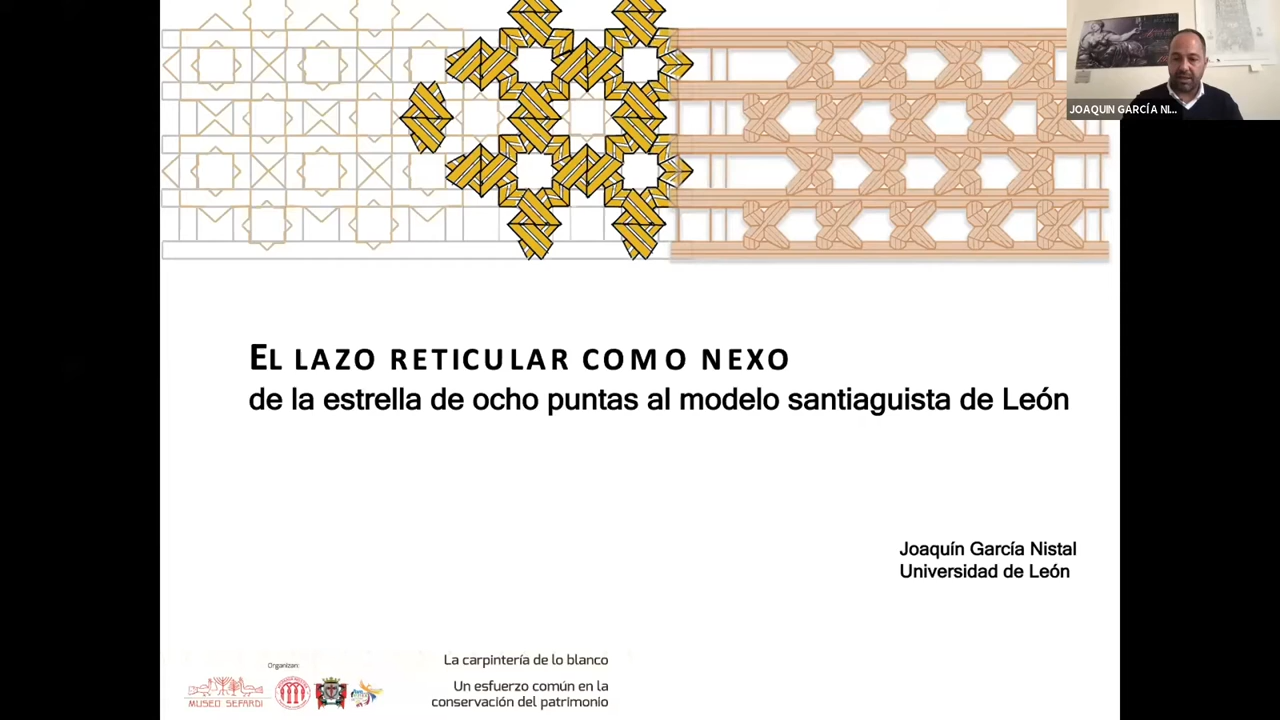 JOAQUIN GARCÍA NI...
EL LAZO RETICULAR COMO NEXO
de la estrella de ocho puntas al modelo santiaguista de León
Joaquín García Nistal
Universidad de León
Organizan:
MUSEO SEFARDI
La carpintería de lo blanco
Un esfuerzo común en la
conservación del patrimonio